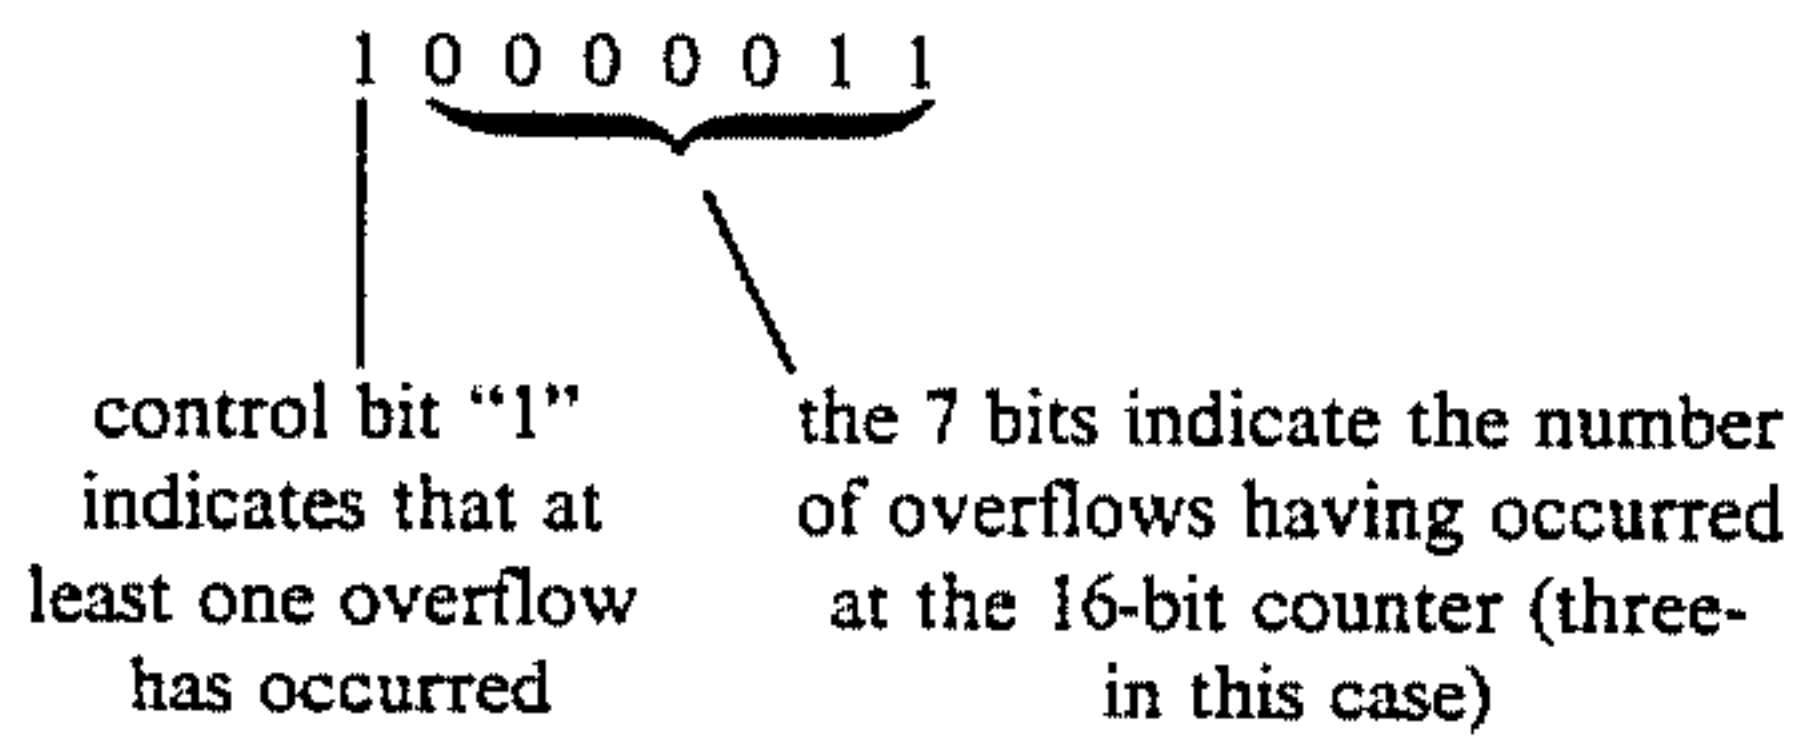 1 0 0 0 0 0 1 1
control bit “1”
indicates that at
least one overflow
has occurred
the 7 bits indicate the number
of overflows having occurred
at the 16-bit counter (three-
in this case)